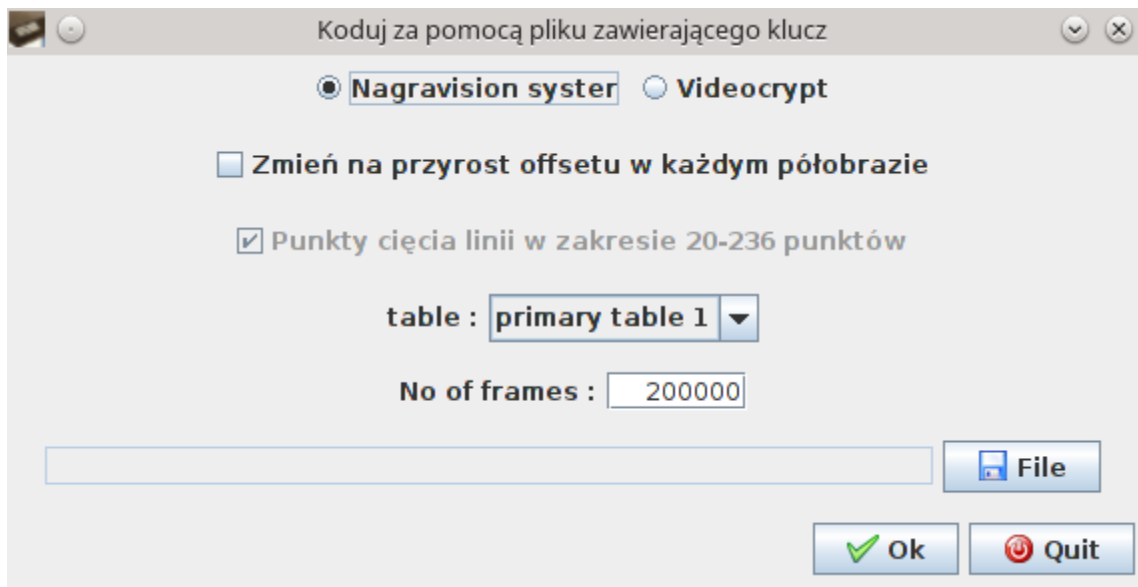 Koduj za pomocą pliku zawierającego klucz
Nagravision syster Videocrypt
Zmień na przyrost offsetu w każdym półobrazie
Punkty cięcia linii w zakresie 20-236 punktów
table : primary table 1
No of frames : 200000
File
Ok Quit